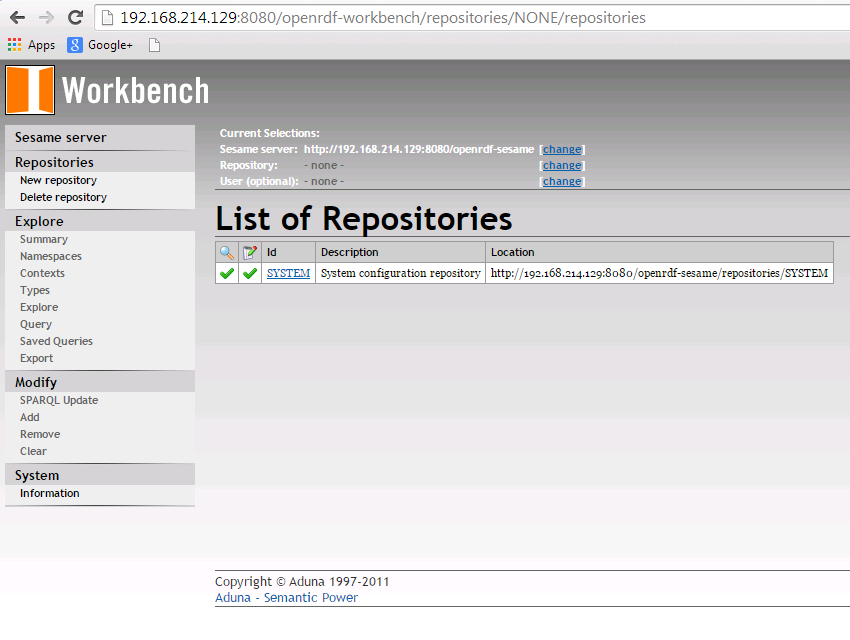 192.168.214.129:8080/openrdf-workbench/repositories/NONE/repositories
Apps Google+
Workbench
Sesame server
Repositories
New repository
Delete repository
Explore
Summary
Namespaces
Contexts
Types
Explore
Query
Saved Queries
Export
Modify
SPARQL Update
Add
Remove
Clear
System
Information
Current Selections:
Sesame server: http://192.168.214.129:8080/openrdf-sesame [change]
Repository: - none - [change]
User (optional): - none - [change]
List of Repositories
Id Description Location
SYSTEM System configuration repository http://192.168.214.129:8080/openrdf-sesame/repositories/SYSTEM
Copyright © Aduna 1997-2011
Aduna - Semantic Power